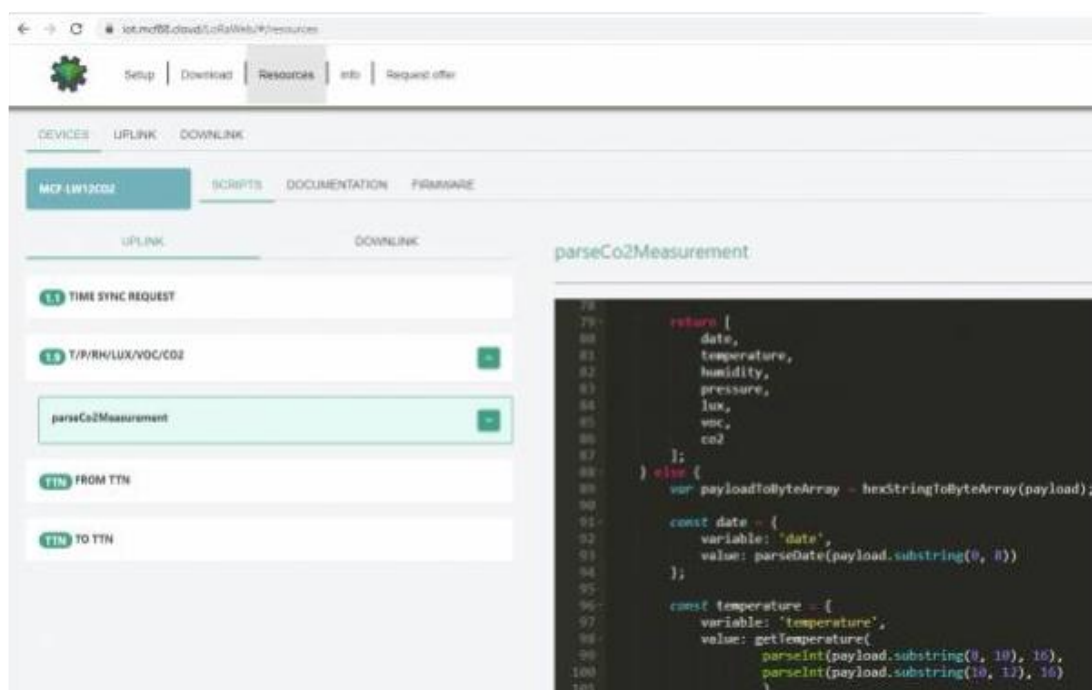 iot.mcf88.cloud/LoRaWeb/#/resources
Setup | Download | Resources | Info | Request offer
DEVICES UPLINK DOWNLINK
MCF-LW12CO2 SCRIPTS DOCUMENTATION FIRMWARE
UPLINK DOWNLINK
parseCo2Measurement
1.1 TIME SYNC REQUEST
1.9 T/P/RH/LUX/VOC/CO2
parseCo2Measurement
TTN FROM TTN
TTN TO TTN
78
79 return [
80 date,
81 temperature,
82 humidity,
83 pressure,
84 lux,
85 voc,
86 co2
87 ];
88 } else {
89 var payloadToByteArray = hexStringToByteArray(payload);
90
91 const date = {
92 variable: 'date',
93 value: parseDate(payload.substring(0, 8))
94 };
95
96 const temperature = {
97 variable: 'temperature',
98 value: getTemperature(
99 parseInt(payload.substring(8, 10), 16),
100 parseInt(payload.substring(10, 12), 16)
101 )